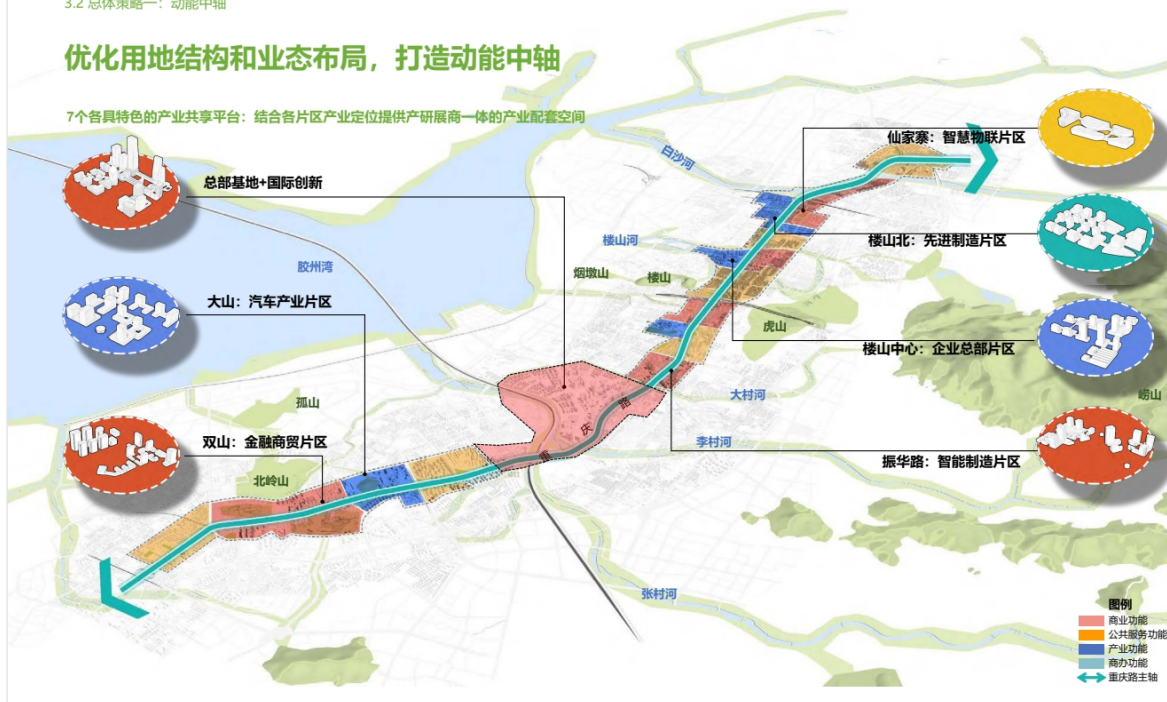 3.2 总体策略一：动能中轴
优化用地结构和业态布局，打造动能中轴
7个各具特色的产业共享平台：结合各片区产业定位提供产研展商一体的产业配套空间
仙家寨：智慧物联片区
白沙河
总部基地+国际创新
楼山北：先进制造片区
楼山河
胶州湾
烟墩山
楼山
大山：汽车产业片区
虎山
楼山中心：企业总部片区
大村河
崂山
孤山
重庆路
双山：金融商贸片区
李村河
振华路：智能制造片区
北岭山
张村河
图例
商业功能
公共服务功能
产业功能
商办功能
重庆路主轴